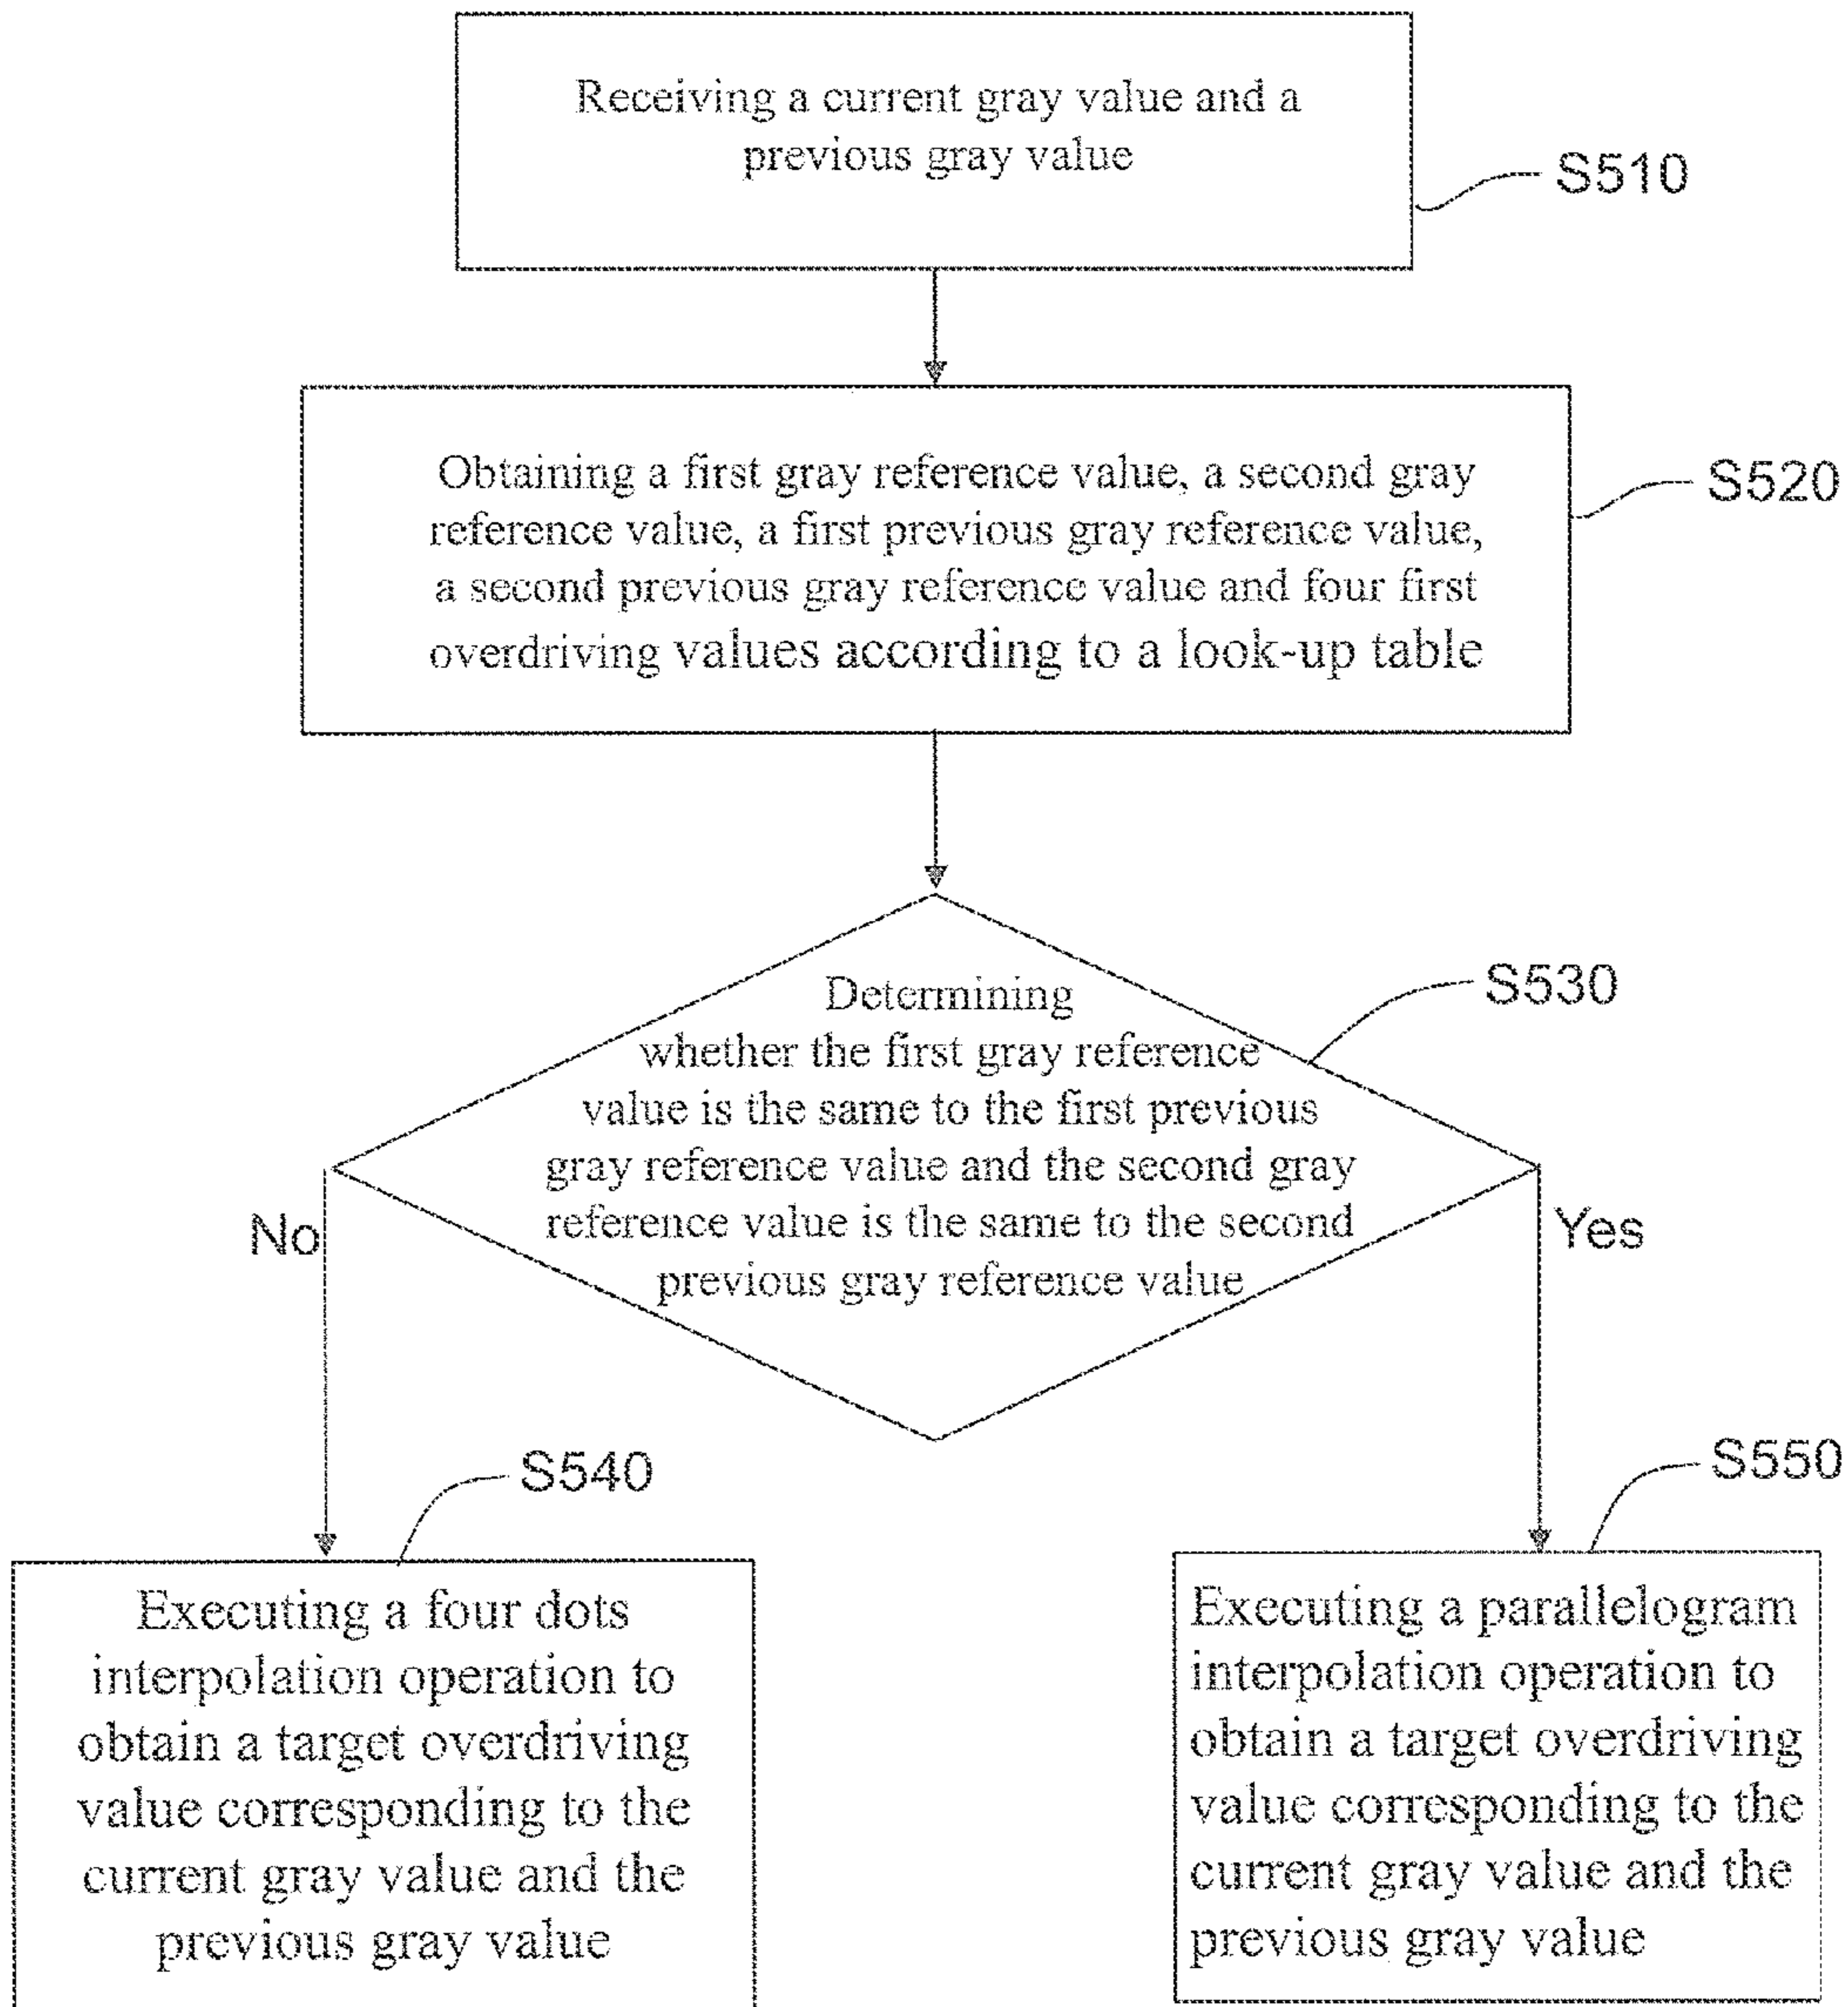 Receiving a current gray value and a
previous gray value
S510
Obtaining a first gray reference value, a second gray
reference value, a first previous gray reference value,
a second previous gray reference value and four first
overdriving values according to a look-up table
S520
Determining
whether the first gray reference
value is the same to the first previous
gray reference value and the second gray
reference value is the same to the second
previous gray reference value
S530
No
Yes
S540
Executing a four dots
interpolation operation to
obtain a target overdriving
value corresponding to the
current gray value and the
previous gray value
S550
Executing a parallelogram
interpolation operation to
obtain a target overdriving
value corresponding to the
current gray value and the
previous gray value